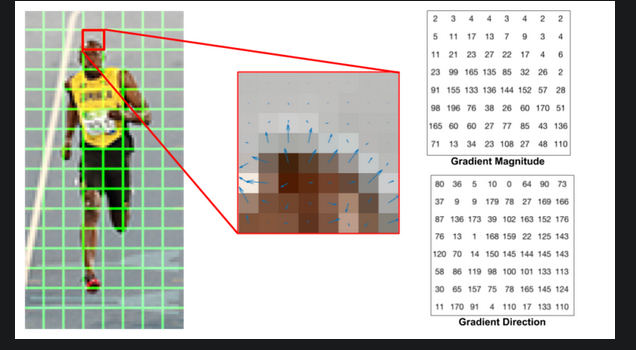 2 3 4 4 3 4 2 2
5 11 17 13 7 9 3 4
11 21 23 27 22 17 4 6
23 99 165 135 85 32 26 2
91 155 133 136 144 152 57 28
98 196 76 38 26 60 170 51
165 60 60 27 77 85 43 136
71 13 34 23 108 27 48 110
Gradient Magnitude
80 36 5 10 0 64 90 73
37 9 9 179 78 27 169 166
87 136 173 39 102 163 152 176
76 13 1 168 159 22 125 143
120 70 14 150 145 144 145 143
58 86 119 98 100 101 133 113
30 65 157 75 78 165 145 124
11 170 91 4 110 17 133 110
Gradient Direction